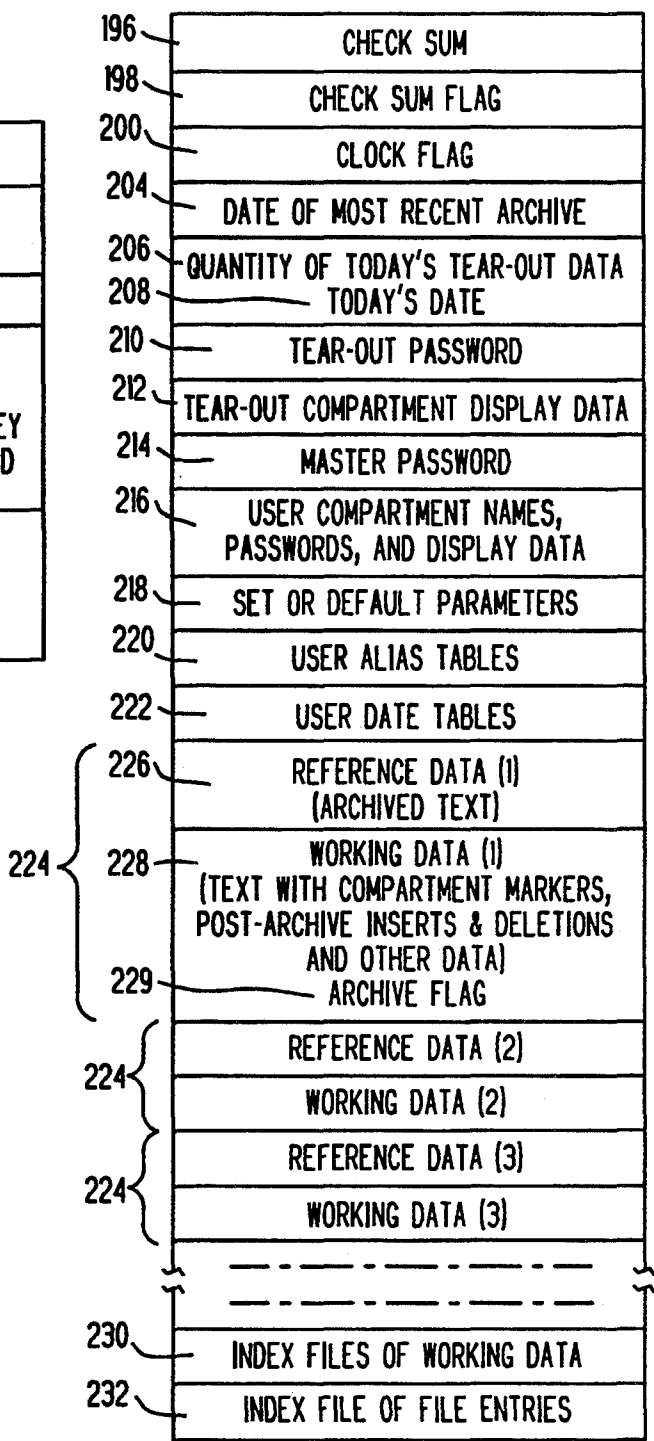 196 CHECK SUM
198 CHECK SUM FLAG
200 CLOCK FLAG
204 DATE OF MOST RECENT ARCHIVE
206 QUANTITY OF TODAY'S TEAR-OUT DATA
208 TODAY'S DATE
210 TEAR-OUT PASSWORD
212 TEAR-OUT COMPARTMENT DISPLAY DATA
EY
D
214 MASTER PASSWORD
216 USER COMPARTMENT NAMES,
PASSWORDS, AND DISPLAY DATA
218 SET OR DEFAULT PARAMETERS
220 USER ALIAS TABLES
222 USER DATE TABLES
226 REFERENCE DATA (1)
(ARCHIVED TEXT)
224 228 WORKING DATA (1)
(TEXT WITH COMPARTMENT MARKERS,
POST-ARCHIVE INSERTS & DELETIONS
AND OTHER DATA)
229 ARCHIVE FLAG
REFERENCE DATA (2)
224
WORKING DATA (2)
REFERENCE DATA (3)
224
WORKING DATA (3)
230 INDEX FILES OF WORKING DATA
232 INDEX FILE OF FILE ENTRIES